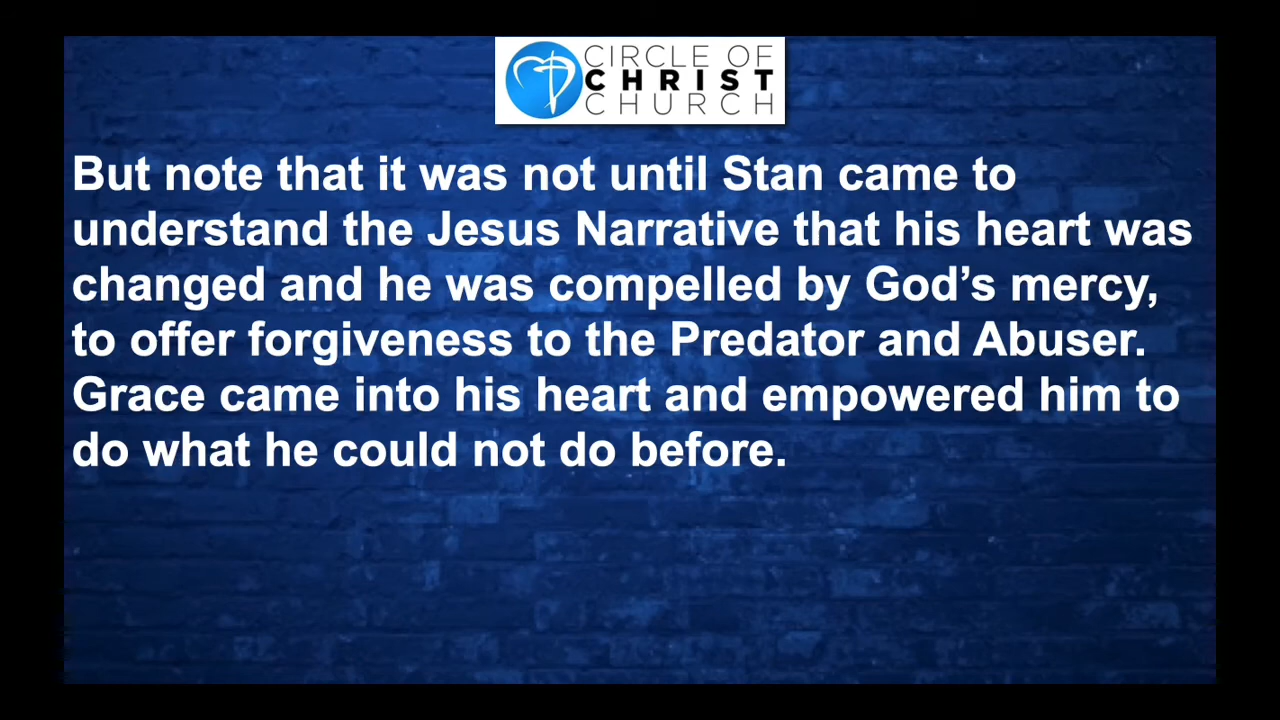 CIRCLE OF
CHRIST
CHURCH
But note that it was not until Stan came to
understand the Jesus Narrative that his heart was
changed and he was compelled by God’s mercy,
to offer forgiveness to the Predator and Abuser.
Grace came into his heart and empowered him to
do what he could not do before.